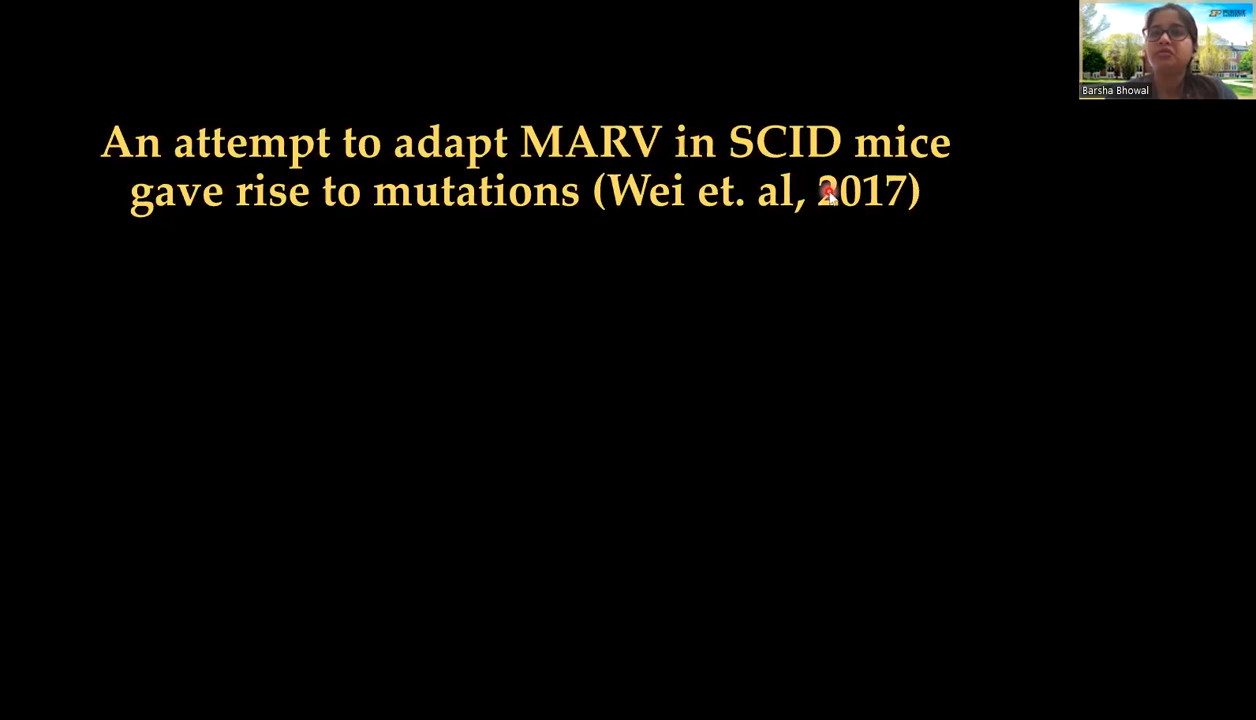 An attempt to adapt MARV in SCID mice
gave rise to mutations (Wei et. al, 2017)
Barsha Bhowal